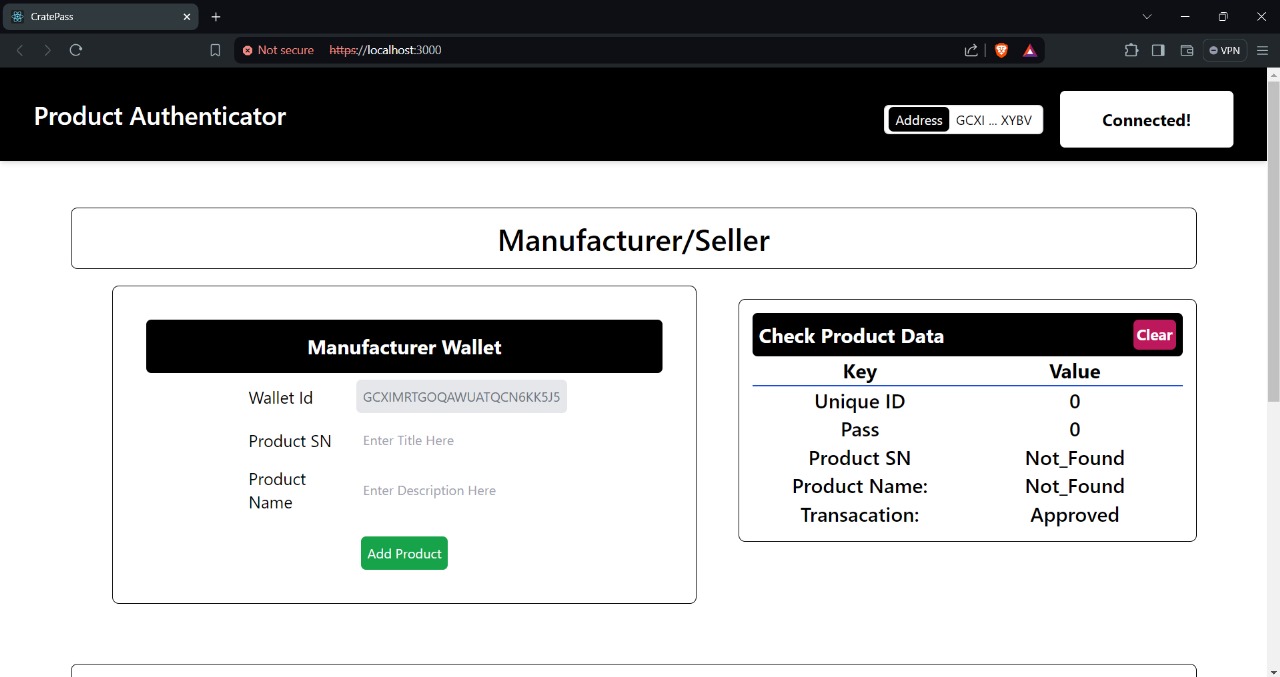 CratePass
Not secure https://localhost:3000
VPN
Product Authenticator
Address GCXI ... XYBV
Connected!
Manufacturer/Seller
Manufacturer Wallet
Wallet Id GCXIMRTGOQAWUATQCN6KK5J5
Product SN Enter Title Here
Product
Name
Enter Description Here
Add Product
Check Product Data Clear
Key Value
Unique ID 0
Pass 0
Product SN Not_Found
Product Name: Not_Found
Transacation: Approved